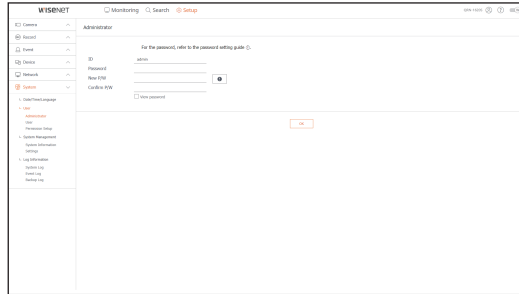 WISENET
Monitoring
Search
Setup
Camera
Record
Event
Device
Network
System
Date/Time/Language
User
Administrator
User
Permission Setup
System Management
System Information
Settings
Log Information
System Log
Event Log
Backup Log
Administrator
For the password, refer to the password setting guide
ID
admin
Password
New P/W
Confirm P/W
View password
OK